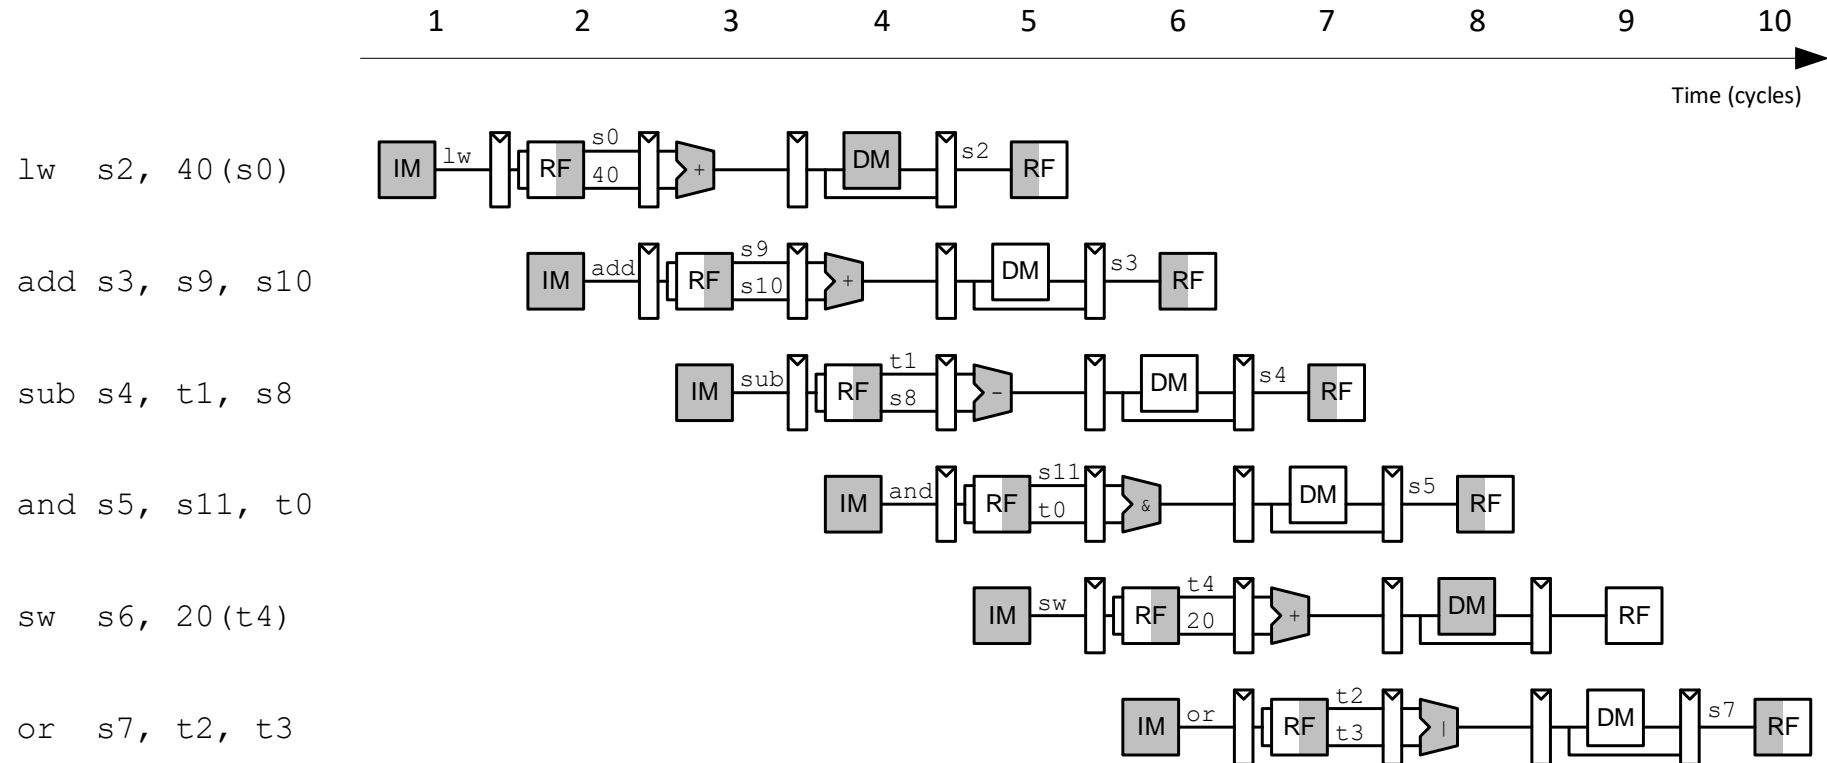 1 2 3 4 5 6 7 8 9 10
Time (cycles)
lw s2, 40(s0) IM lw RF s0 40 + DM s2 RF
add s3, s9, s10 IM add RF s9 s10 + DM s3 RF
sub s4, t1, s8 IM sub RF t1 s8 - DM s4 RF
and s5, s11, t0 IM and RF s11 t0 & DM s5 RF
sw s6, 20(t4) IM sw RF t4 20 + DM RF
or s7, t2, t3 IM or RF t2 t3 | DM s7 RF